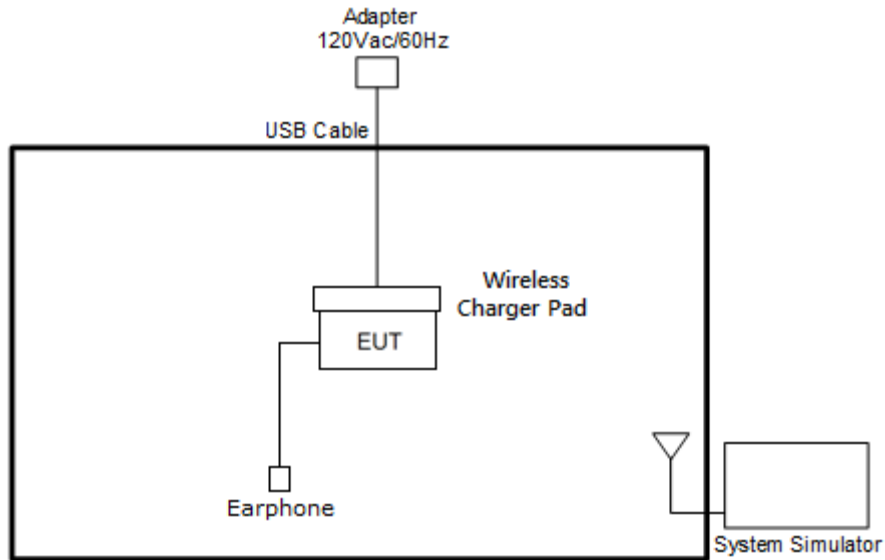 Adapter
120Vac/60Hz
USB Cable
Wireless
Charger Pad
EUT
Earphone
System Simulator